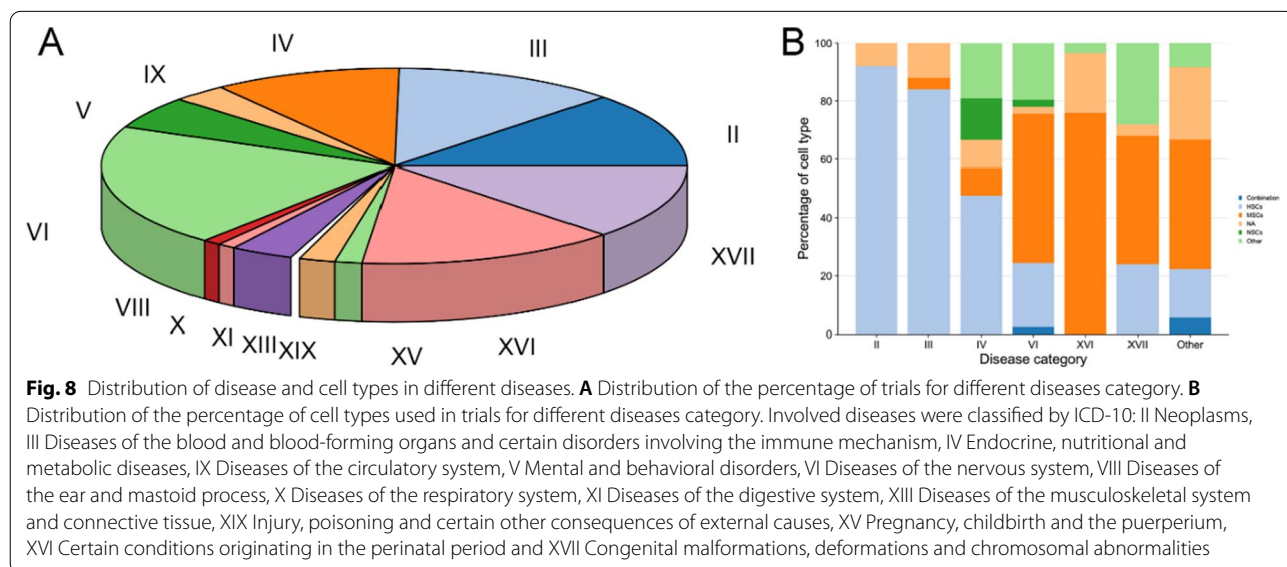 A
IV
III
IX
V
II
VI
XVII
VIII
X
XI
XIII
XIX
XV
XVI
B
Percentage of cell type
100
80
60
40
20
0
II
III
IV
VI
XVI
XVII
Other
Disease category
Combination
HSCs
MSCs
NA
NSCs
Other
Fig. 8 Distribution of disease and cell types in different diseases. A Distribution of the percentage of trials for different diseases category. B
Distribution of the percentage of cell types used in trials for different diseases category. Involved diseases were classified by ICD-10: II Neoplasms,
III Diseases of the blood and blood-forming organs and certain disorders involving the immune mechanism, IV Endocrine, nutritional and
metabolic diseases, IX Diseases of the circulatory system, V Mental and behavioral disorders, VI Diseases of the nervous system, VIII Diseases of
the ear and mastoid process, X Diseases of the respiratory system, XI Diseases of the digestive system, XIII Diseases of the musculoskeletal system
and connective tissue, XIX Injury, poisoning and certain other consequences of external causes, XV Pregnancy, childbirth and the puerperium,
XVI Certain conditions originating in the perinatal period and XVII Congenital malformations, deformations and chromosomal abnormalities